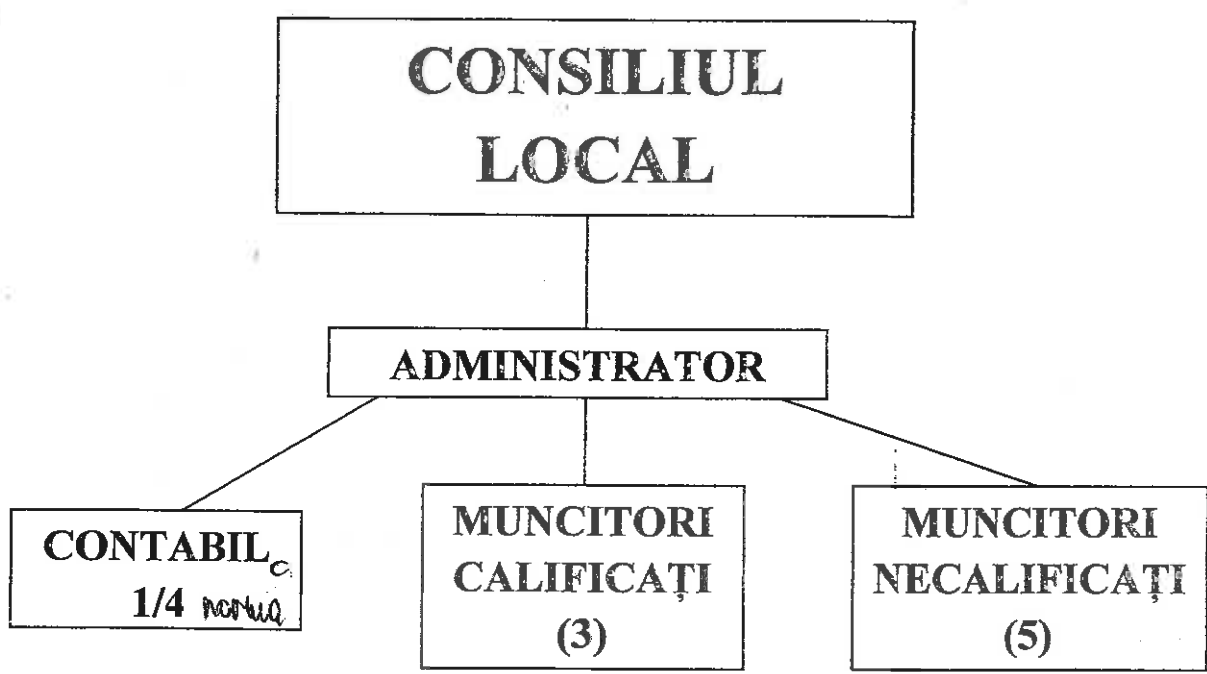 CONSILIUL
LOCAL
ADMINISTRATOR
CONTABIL
1/4 norma
MUNCITORI
CALIFICAȚI
(3)
MUNCITORI
NECALIFICAȚI
(5)